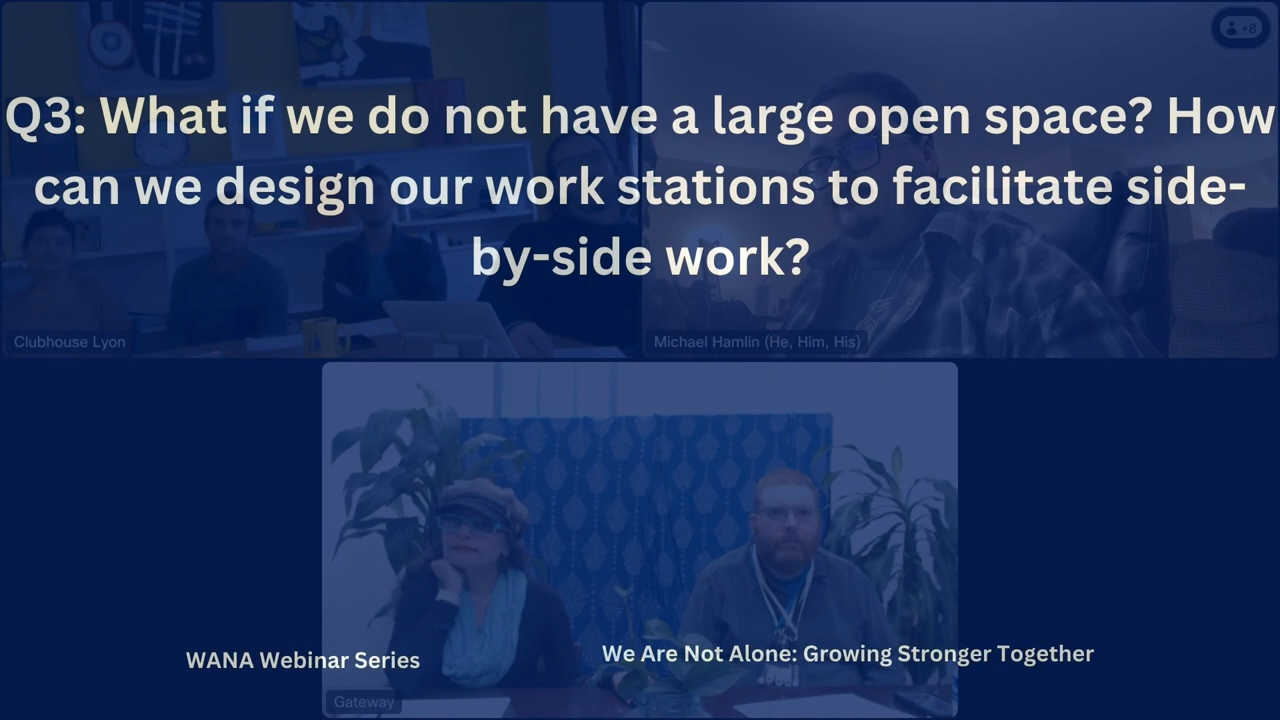 +8
Q3: What if we do not have a large open space? How
can we design our work stations to facilitate side-
by-side work?
Clubhouse Lyon
Michael Hamlin (He, Him, His)
WANA Webinar Series
We Are Not Alone: Growing Stronger Together
Gateway